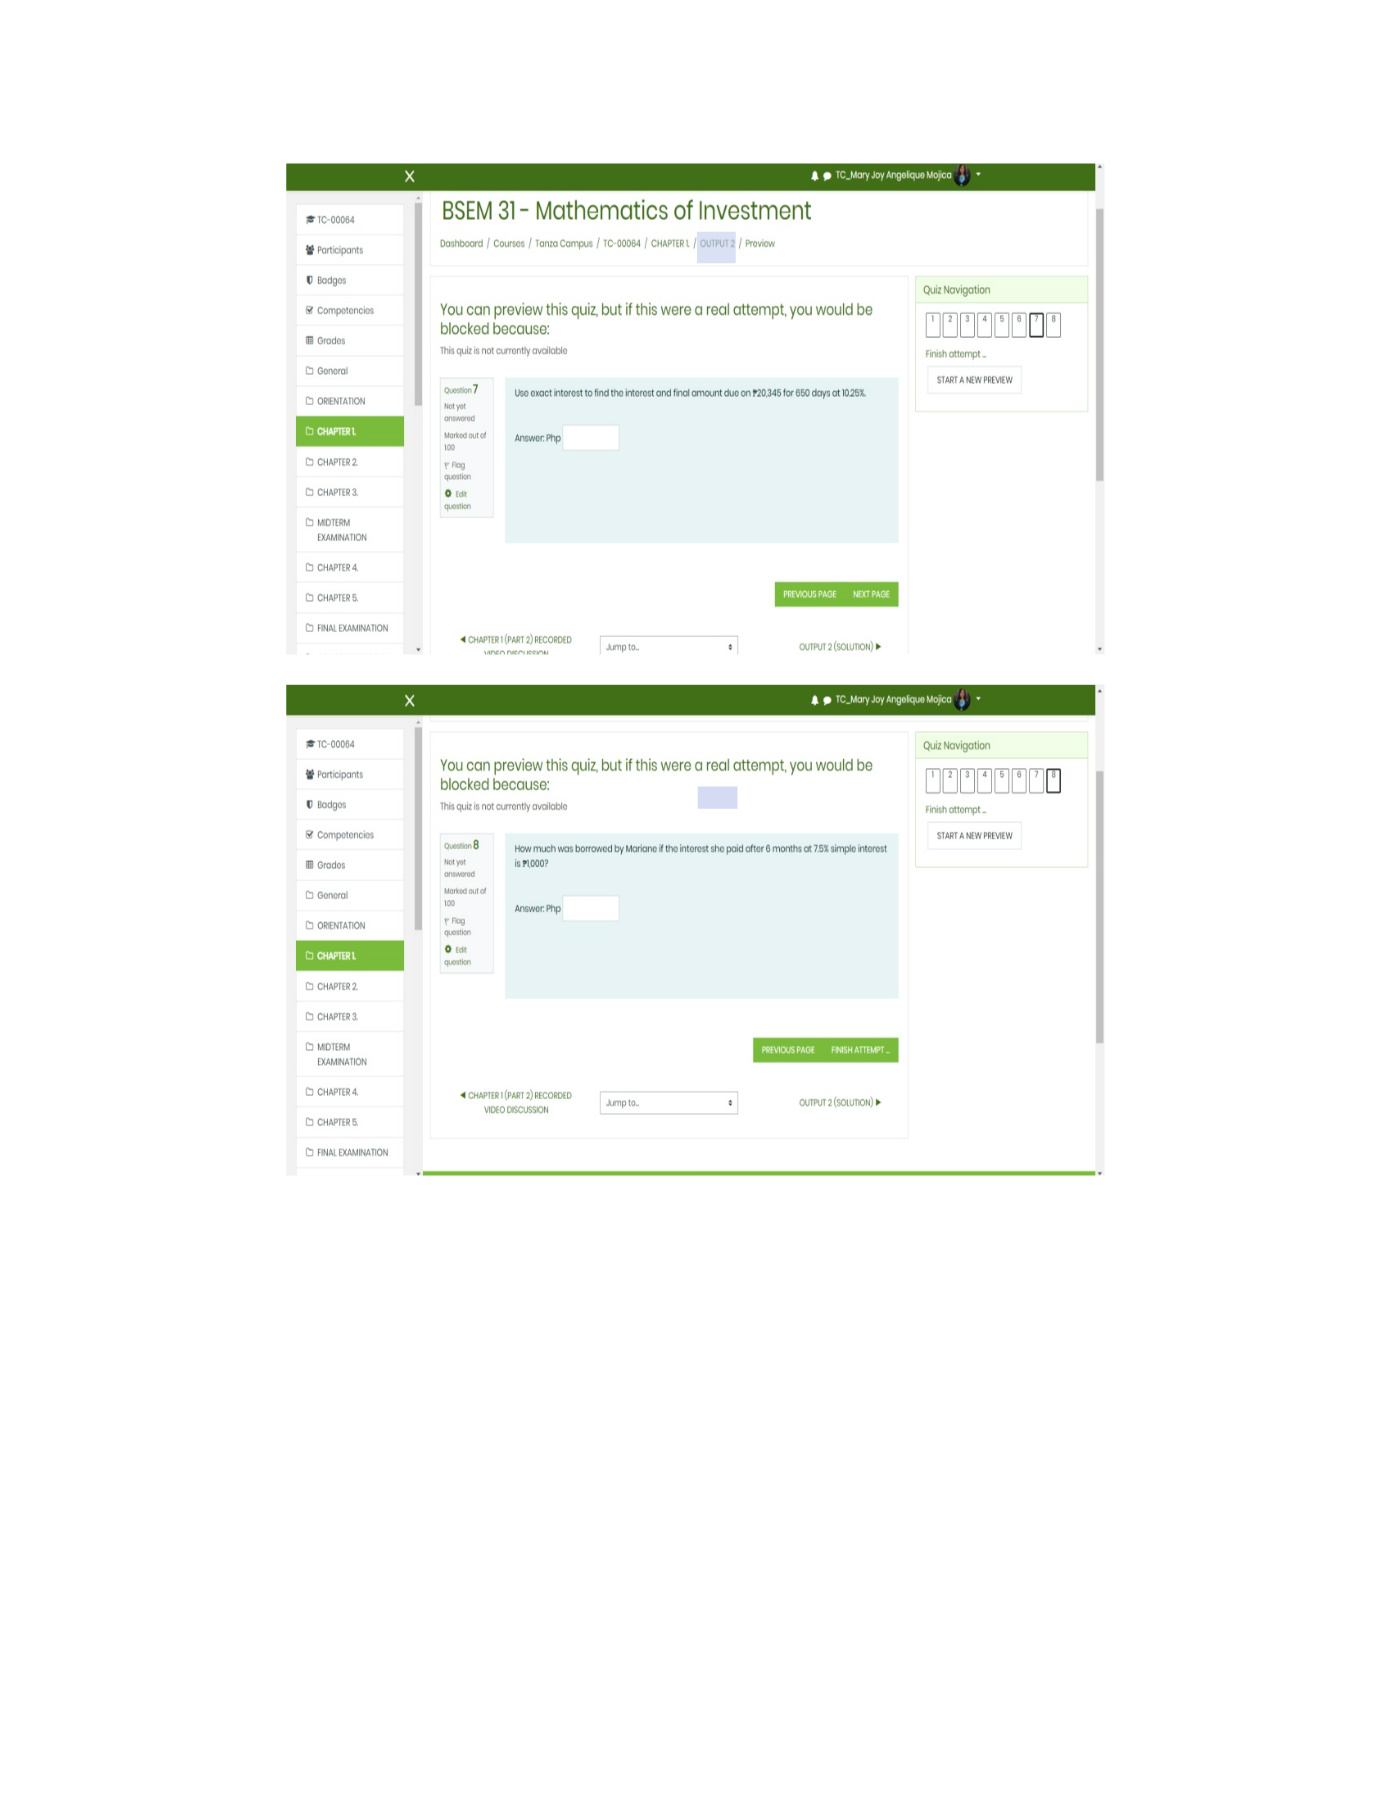 X
TC_Mary Joy Angelique Mojica
TC-00064
Participants
Badges
Competencies
Grades
General
ORIENTATION
CHAPTER 1.
CHAPTER 2.
CHAPTER 3.
MIDTERM
EXAMINATION
CHAPTER 4.
CHAPTER 5.
FINAL EXAMINATION
BSEM 31 - Mathematics of Investment
Dashboard / Courses / Tanza Campus / TC-00064 / CHAPTER 1. / OUTPUT 2 / Preview
You can preview this quiz, but if this were a real attempt, you would be
blocked because:
This quiz is not currently available
Question 7
Not yet
answered
Marked out of
1.00
Flag
question
Edit
question
Use exact interest to find the interest and final amount due on ₱20,345 for 650 days at 10.25%.
Answer: Php
PREVIOUS PAGE NEXT PAGE
CHAPTER 1 (PART 2) RECORDED
VIDEO DISCUSSION
Jump to...
OUTPUT 2 (SOLUTION)
Quiz Navigation
1 2 3 4 5 6 7 8
Finish attempt ...
START A NEW PREVIEW
X
TC_Mary Joy Angelique Mojica
TC-00064
Participants
Badges
Competencies
Grades
General
ORIENTATION
CHAPTER 1.
CHAPTER 2.
CHAPTER 3.
MIDTERM
EXAMINATION
CHAPTER 4.
CHAPTER 5.
FINAL EXAMINATION
You can preview this quiz, but if this were a real attempt, you would be
blocked because:
This quiz is not currently available
Question 8
Not yet
answered
Marked out of
1.00
Flag
question
Edit
question
How much was borrowed by Mariane if the interest she paid after 6 months at 7.5% simple interest
is ₱1,000?
Answer: Php
PREVIOUS PAGE FINISH ATTEMPT ...
CHAPTER 1 (PART 2) RECORDED
VIDEO DISCUSSION
Jump to...
OUTPUT 2 (SOLUTION)
Quiz Navigation
1 2 3 4 5 6 7 8
Finish attempt ...
START A NEW PREVIEW